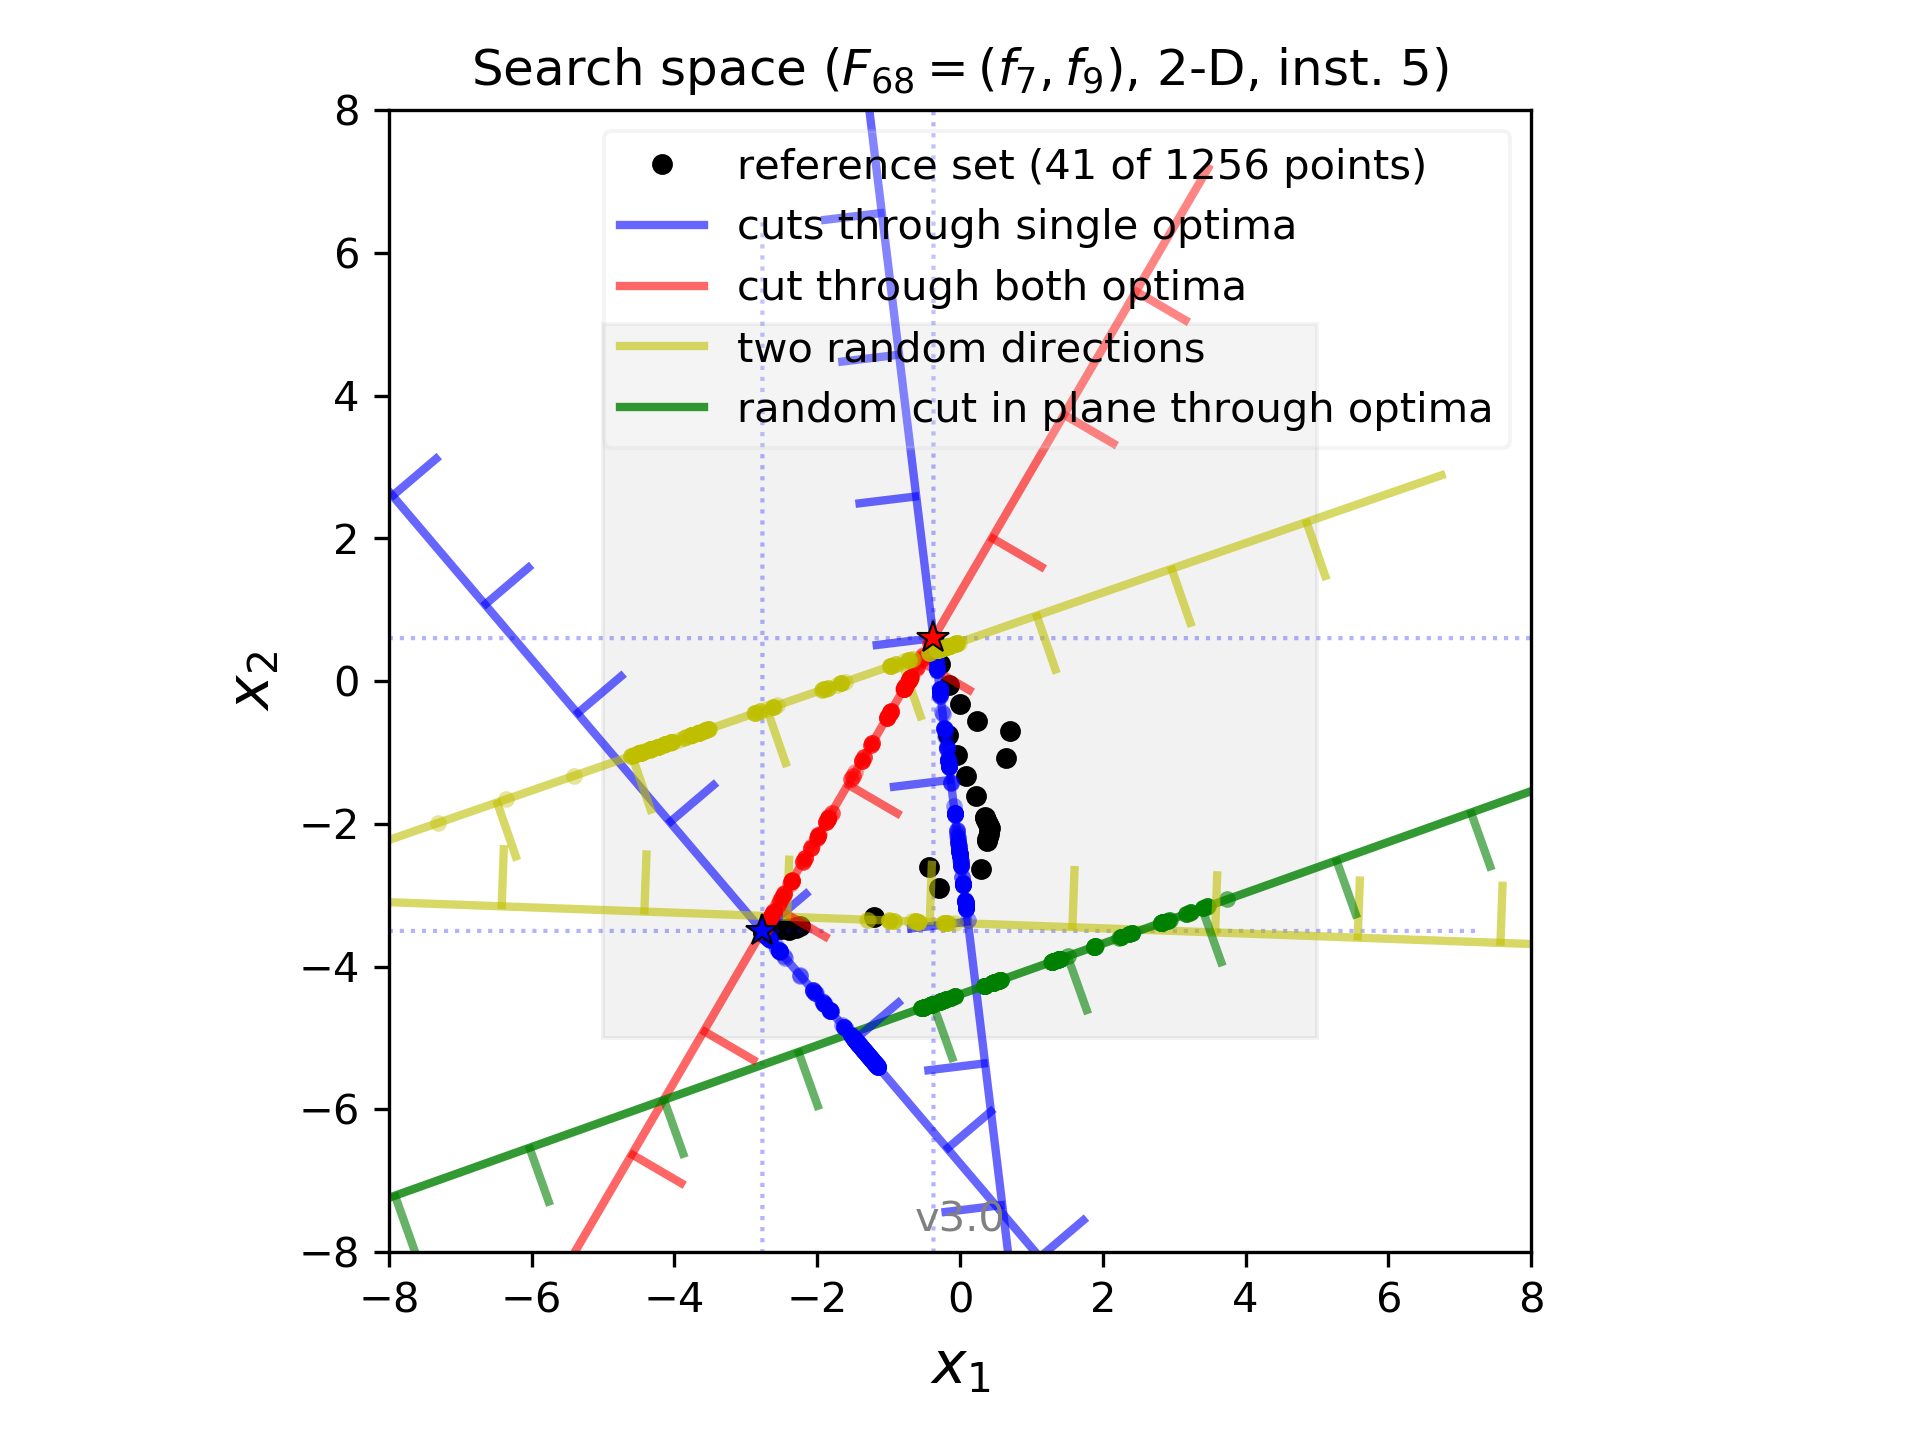 Search space (F68 = (f7, f9), 2-D, inst. 5)
reference set (41 of 1256 points)
cuts through single optima
cut through both optima
two random directions
random cut in plane through optima
8
6
4
2
0
−2
−4
−6
−8
x2
v3.0
−8 −6 −4 −2 0 2 4 6 8
x1